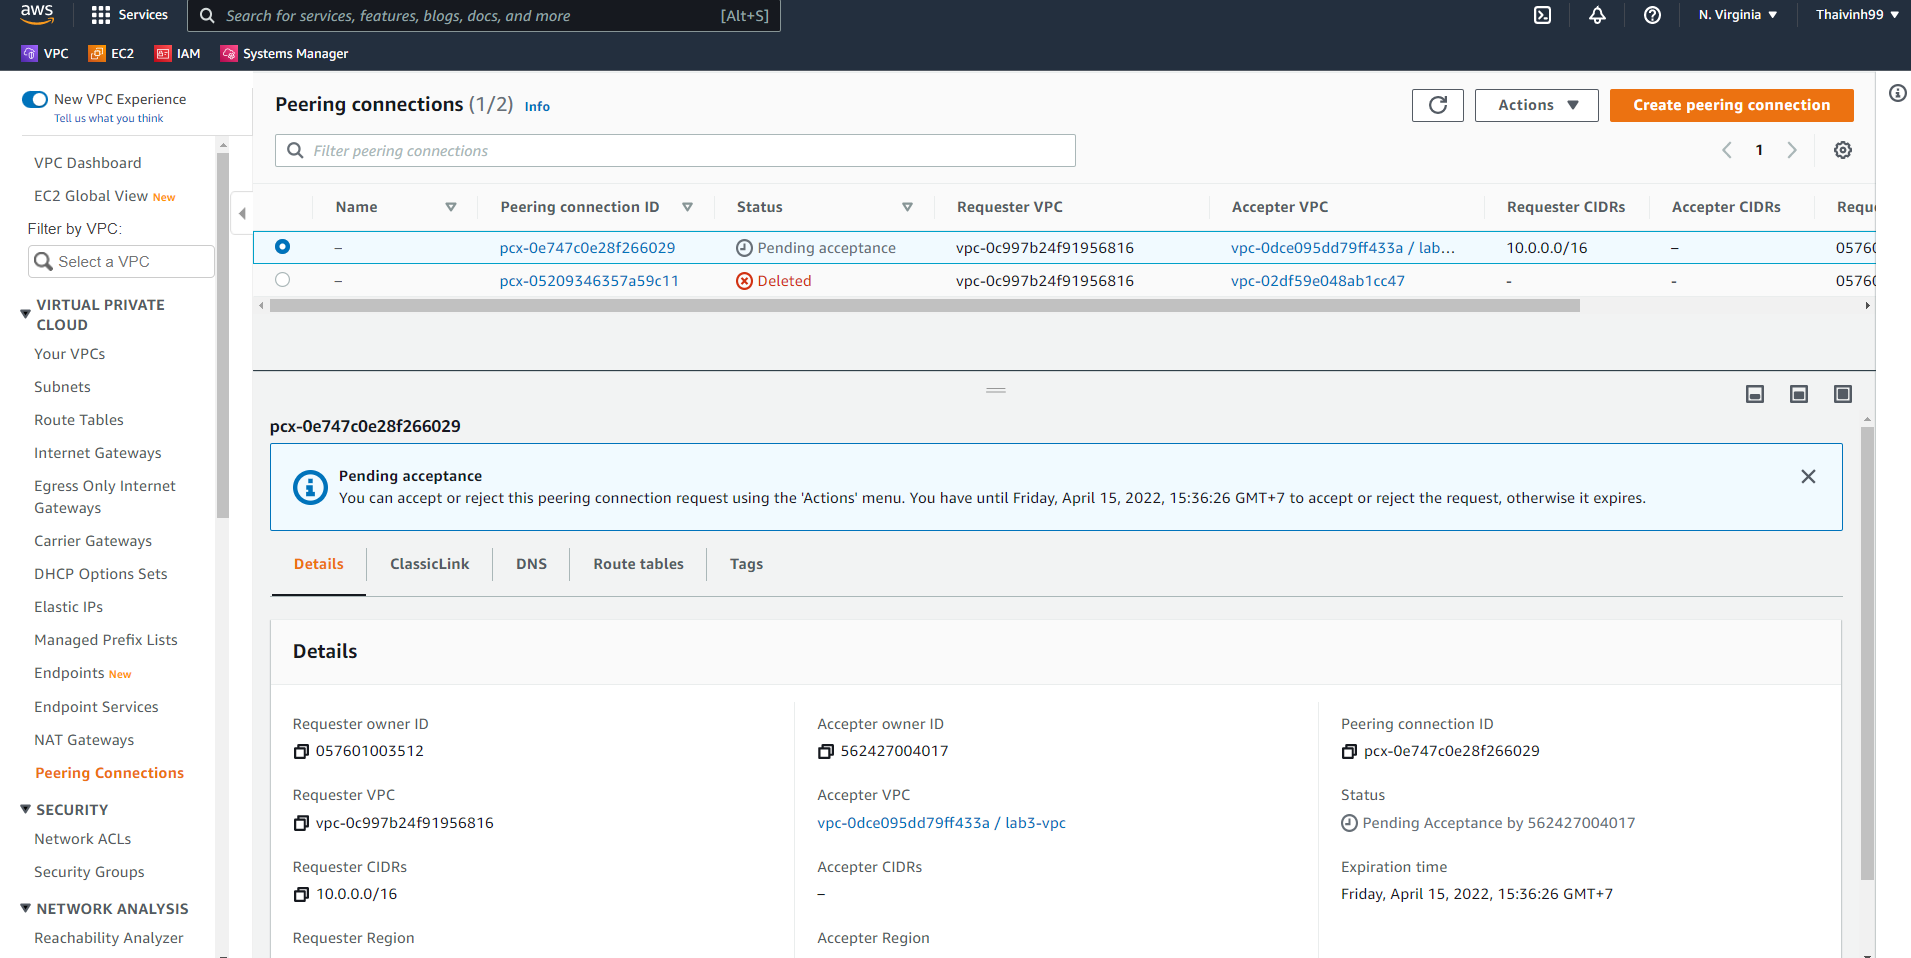 aws
Services
Search for services, features, blogs, docs, and more
[Alt+S]
N. Virginia
Thaivinh99
VPC
EC2
IAM
Systems Manager
New VPC Experience
Tell us what you think
VPC Dashboard
EC2 Global View New
Filter by VPC:
Select a VPC
VIRTUAL PRIVATE
CLOUD
Your VPCs
Subnets
Route Tables
Internet Gateways
Egress Only Internet
Gateways
Carrier Gateways
DHCP Options Sets
Elastic IPs
Managed Prefix Lists
Endpoints New
Endpoint Services
NAT Gateways
Peering Connections
SECURITY
Network ACLs
Security Groups
NETWORK ANALYSIS
Reachability Analyzer
Peering connections (1/2) Info
Actions
Create peering connection
Filter peering connections
1
Name Peering connection ID Status Requester VPC Accepter VPC Requester CIDRs Accepter CIDRs Requ
– pcx-0e747c0e28f266029 Pending acceptance vpc-0c997b24f91956816 vpc-0dce095dd79ff433a / lab... 10.0.0.0/16 – 05760
– pcx-05209346357a59c11 Deleted vpc-0c997b24f91956816 vpc-02df59e048ab1cc47 - - 05760
pcx-0e747c0e28f266029
Pending acceptance
You can accept or reject this peering connection request using the 'Actions' menu. You have until Friday, April 15, 2022, 15:36:26 GMT+7 to accept or reject the request, otherwise it expires.
Details ClassicLink DNS Route tables Tags
Details
Requester owner ID
057601003512
Requester VPC
vpc-0c997b24f91956816
Requester CIDRs
10.0.0.0/16
Requester Region
Accepter owner ID
562427004017
Accepter VPC
vpc-0dce095dd79ff433a / lab3-vpc
Accepter CIDRs
–
Accepter Region
Peering connection ID
pcx-0e747c0e28f266029
Status
Pending Acceptance by 562427004017
Expiration time
Friday, April 15, 2022, 15:36:26 GMT+7